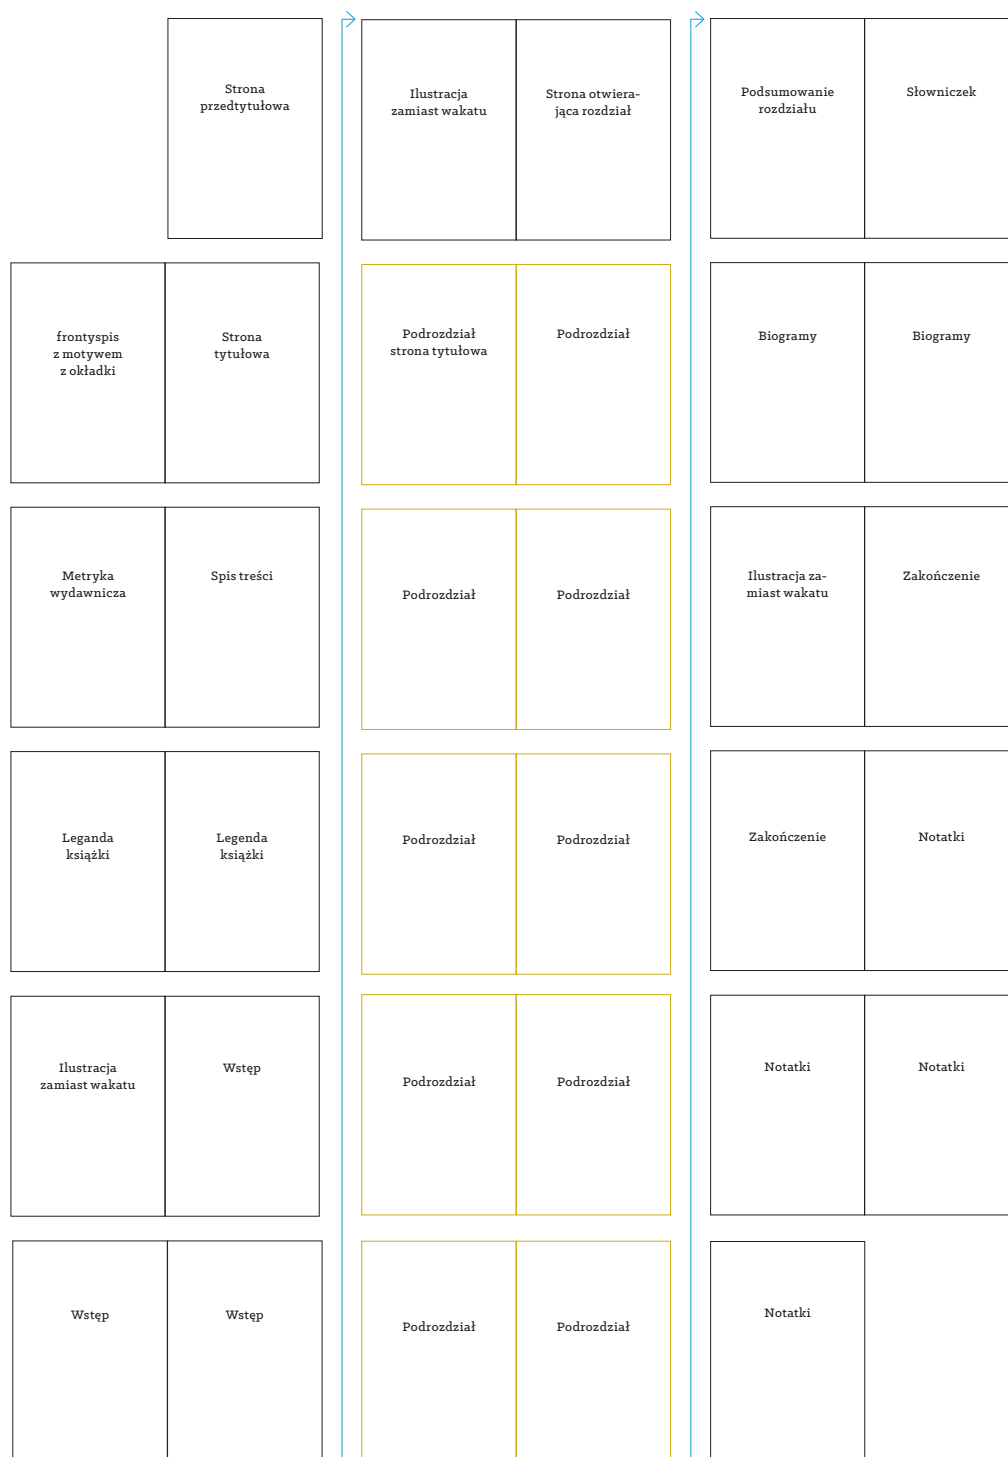 Strona
przedtytułowa
frontyspis
z motywem
z okładki
Strona
tytułowa
Metryka
wydawnicza
Spis treści
Leganda
książki
Legenda
książki
Ilustracja
zamiast wakatu
Wstęp
Wstęp
Wstęp
Ilustracja
zamiast wakatu
Strona otwiera-
jąca rozdział
Podrozdział
strona tytułowa
Podrozdział
Podrozdział
Podrozdział
Podrozdział
Podrozdział
Podrozdział
Podrozdział
Podrozdział
Podrozdział
Podsumowanie
rozdziału
Słowniczek
Biogramy
Biogramy
Ilustracja za-
miast wakatu
Zakończenie
Zakończenie
Notatki
Notatki
Notatki
Notatki